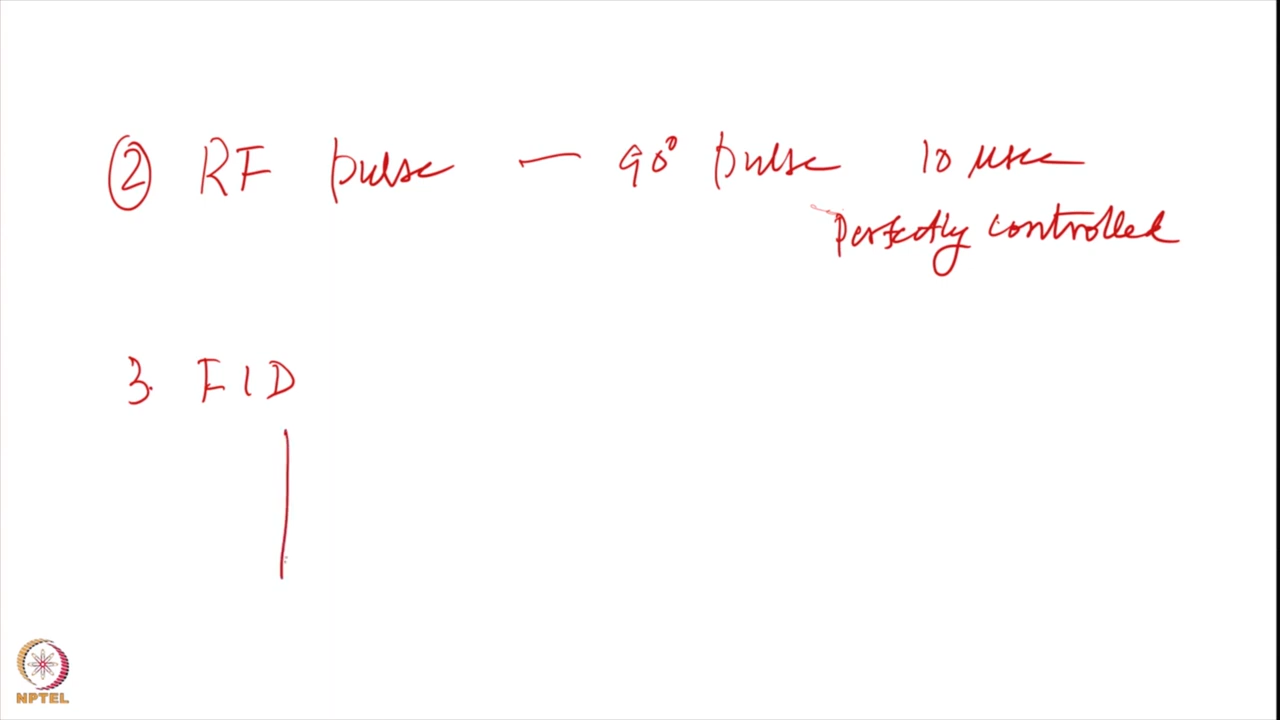 ② RF pulse — 90° pulse 10 μsec
Perfectly controlled
3. FID
NPTEL